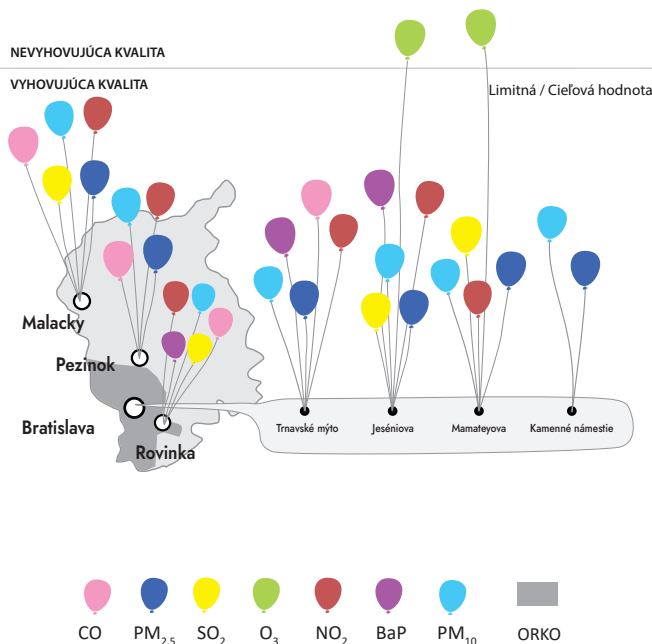 NEVYHOVUJÚCA KVALITA
VYHOVUJÚCA KVALITA
Limitná / Cieľová hodnota
Malacky
Pezinok
Bratislava
Rovinka
Trnavské mýto
Jeséniova
Mamateyova
Kamenné námestie
CO
PM2,5
SO2
O3
NO2
BaP
PM10
ORKO